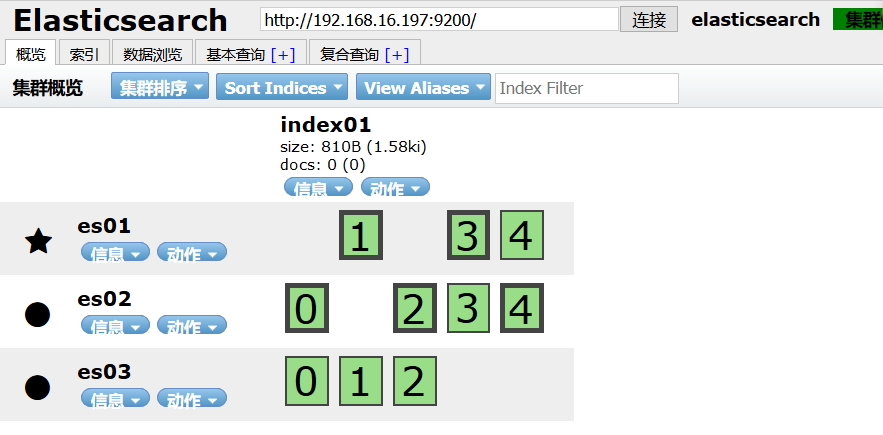 Elasticsearch http://192.168.16.197:9200/ 连接 elasticsearch 集群
概览 索引 数据浏览 基本查询 [+] 复合查询 [+]
集群概览 集群排序 Sort Indices View Aliases Index Filter
index01
size: 810B (1.58ki)
docs: 0 (0)
信息 动作
es01 1 3 4
信息 动作
es02 0 2 3 4
信息 动作
es03 0 1 2
信息 动作